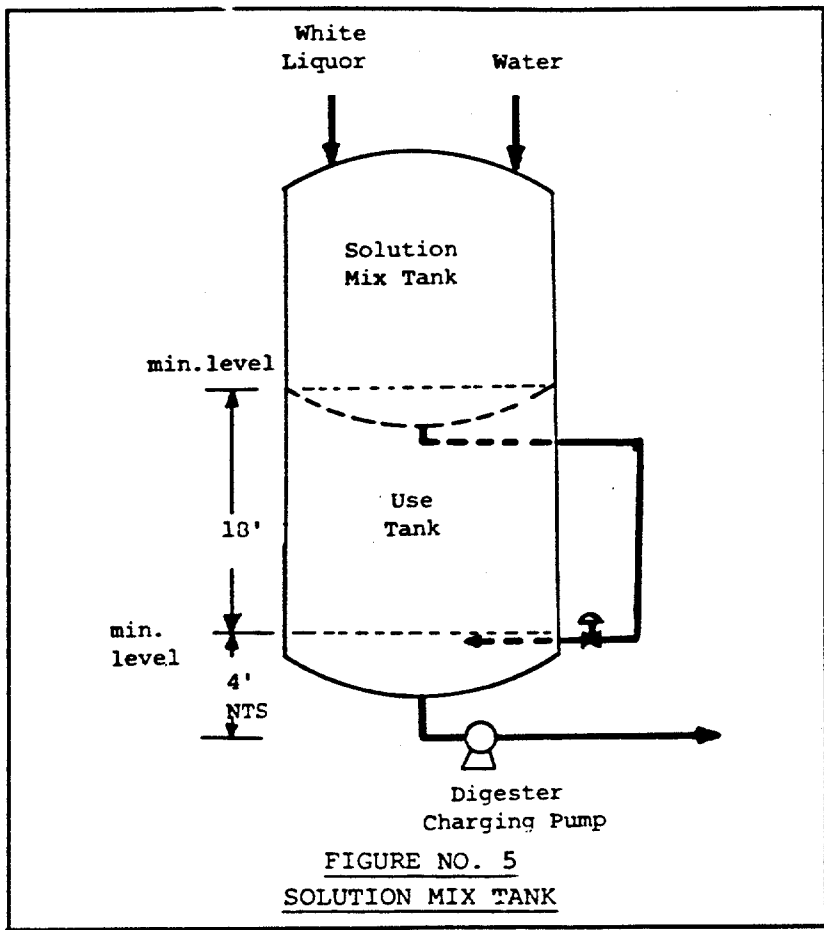 White
Liquor
Water
Solution
Mix Tank
min.level
Use
Tank
18'
min.
level
4'
NTS
Digester
Charging Pump
FIGURE NO. 5
SOLUTION MIX TANK